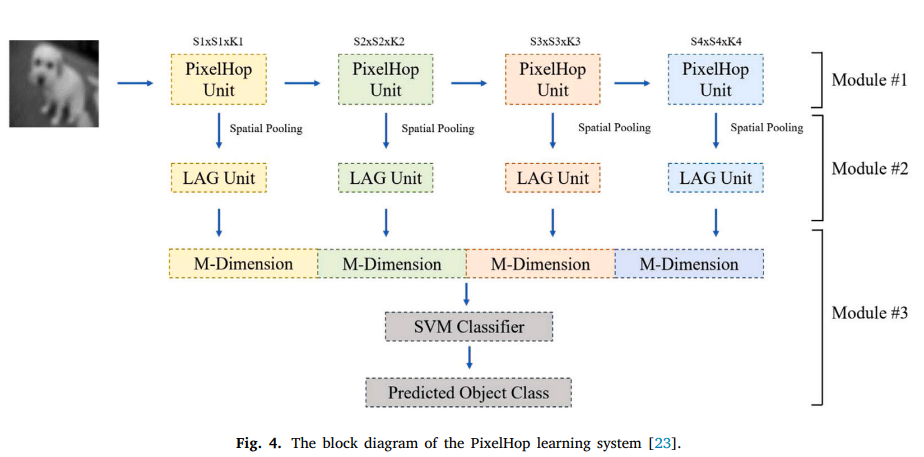 S1xS1xK1 S2xS2xK2 S3xS3xK3 S4xS4xK4
PixelHop PixelHop PixelHop PixelHop
Unit Unit Unit Unit
Module #1
Spatial Pooling Spatial Pooling Spatial Pooling Spatial Pooling
LAG Unit LAG Unit LAG Unit LAG Unit
Module #2
M-Dimension M-Dimension M-Dimension M-Dimension
Module #3
SVM Classifier
Predicted Object Class
Fig. 4. The block diagram of the PixelHop learning system [23].